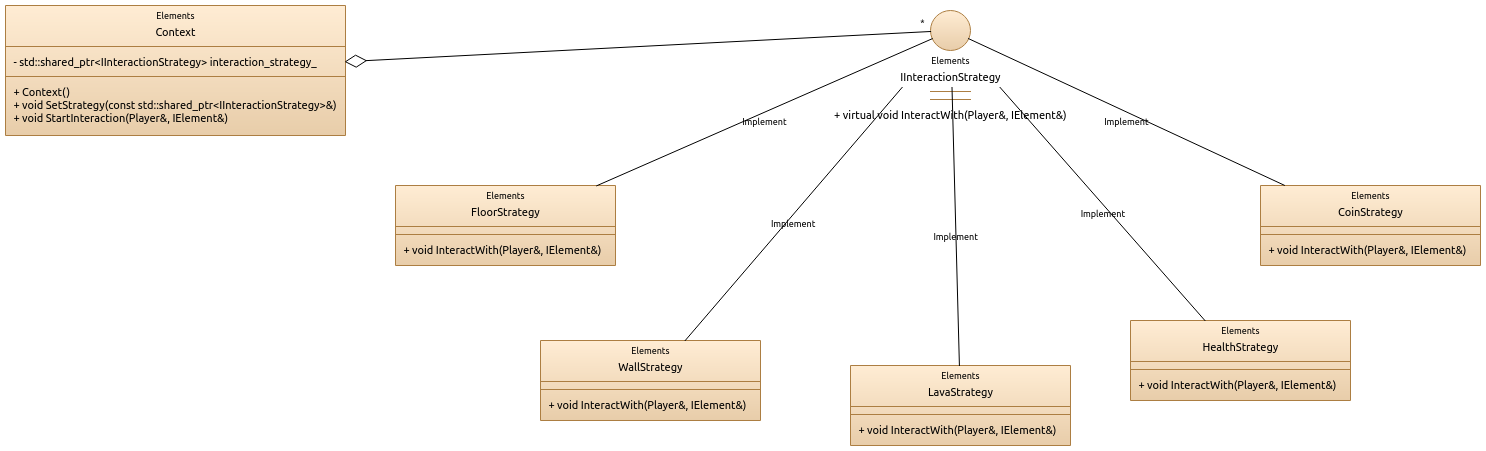 Elements
Context
- std::shared_ptr<IInteractionStrategy> interaction_strategy_
+ Context()
+ void SetStrategy(const std::shared_ptr<IInteractionStrategy>&)
+ void StartInteraction(Player&, IElement&)
*
Elements
IInteractionStrategy
+ virtual void InteractWith(Player&, IElement&)
Implement
Implement
Implement
Implement
Implement
Elements
FloorStrategy
+ void InteractWith(Player&, IElement&)
Elements
CoinStrategy
+ void InteractWith(Player&, IElement&)
Elements
WallStrategy
+ void InteractWith(Player&, IElement&)
Elements
LavaStrategy
+ void InteractWith(Player&, IElement&)
Elements
HealthStrategy
+ void InteractWith(Player&, IElement&)